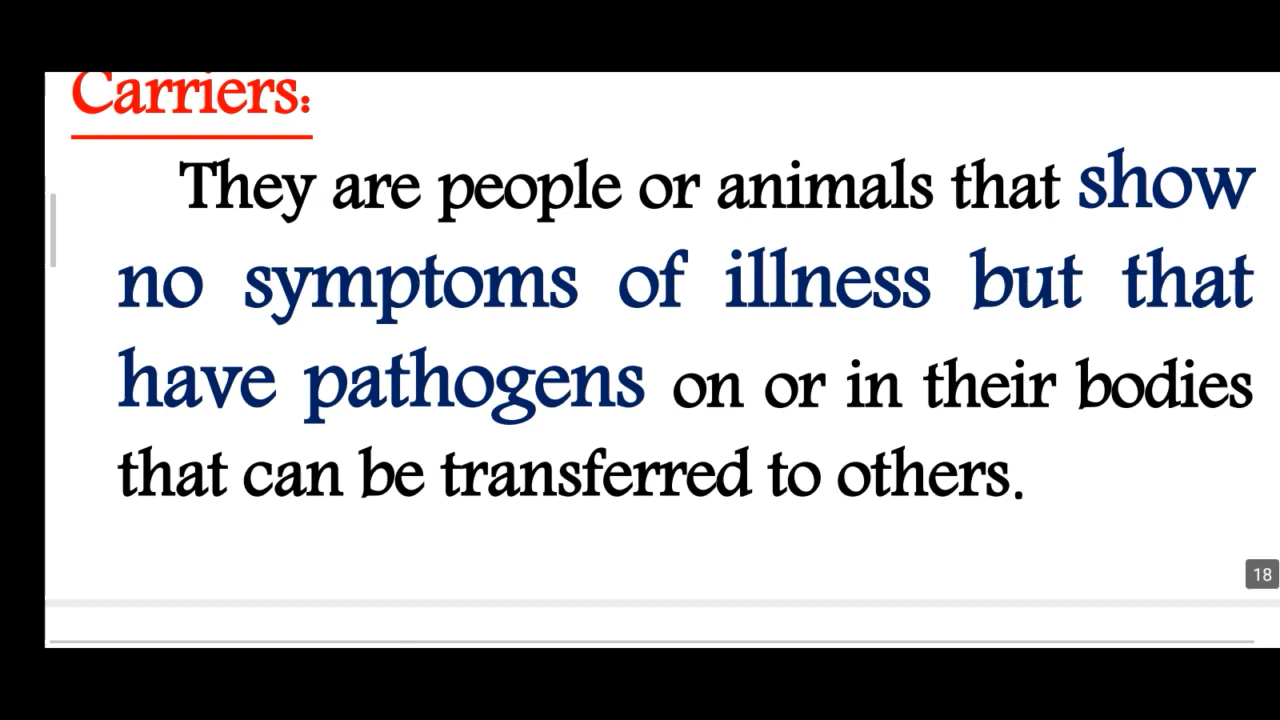 Carriers:
They are people or animals that show
no symptoms of illness but that
have pathogens on or in their bodies
that can be transferred to others.
18